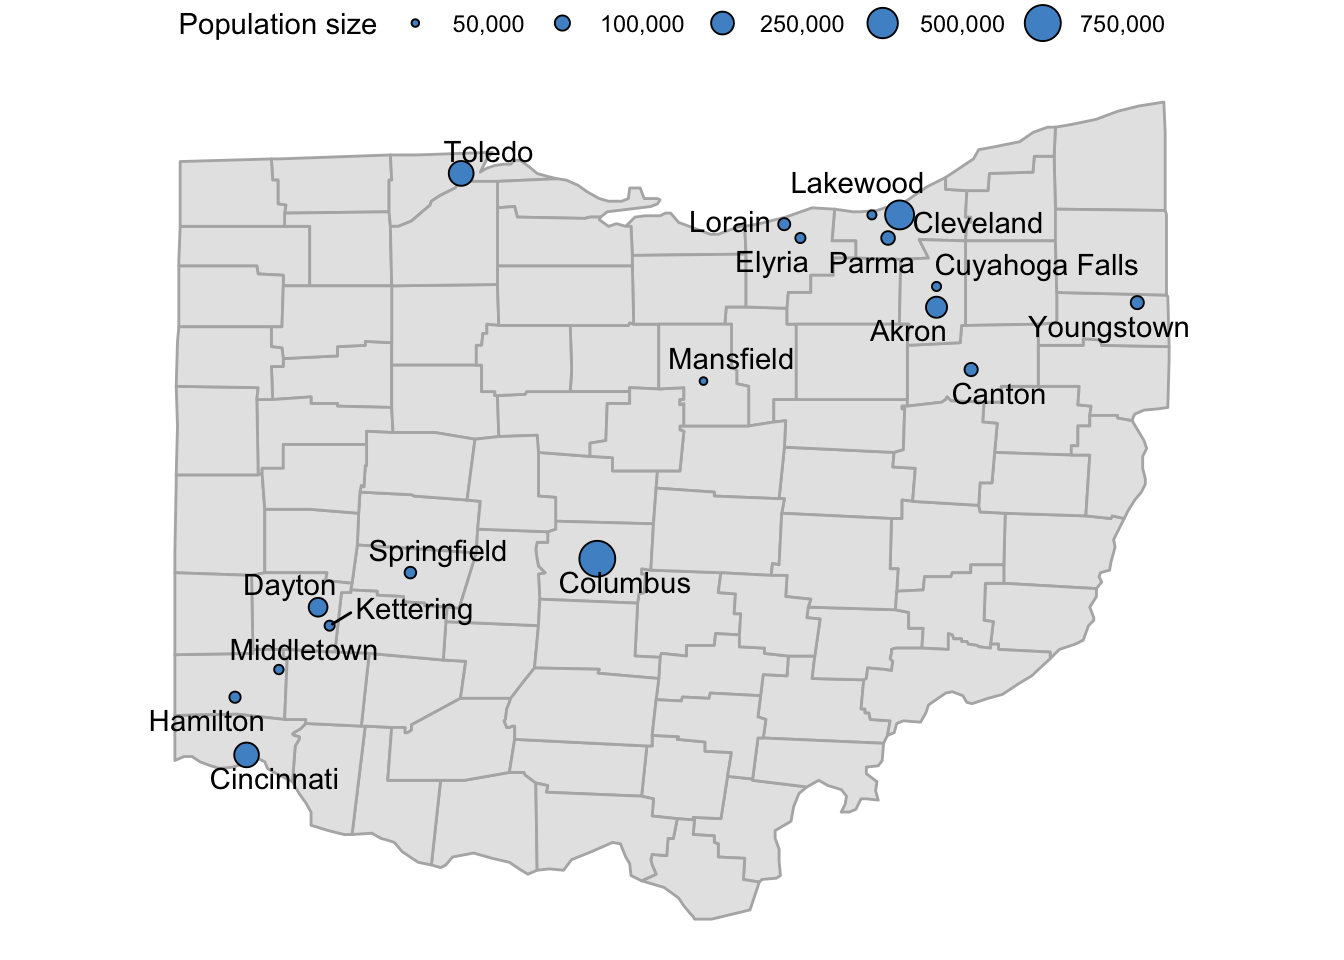 Population size 50,000 100,000 250,000 500,000 750,000
Toledo
Lakewood
Lorain
Cleveland
Elyria
Parma
Cuyahoga Falls
Akron
Youngstown
Mansfield
Canton
Springfield
Columbus
Dayton
Kettering
Middletown
Hamilton
Cincinnati